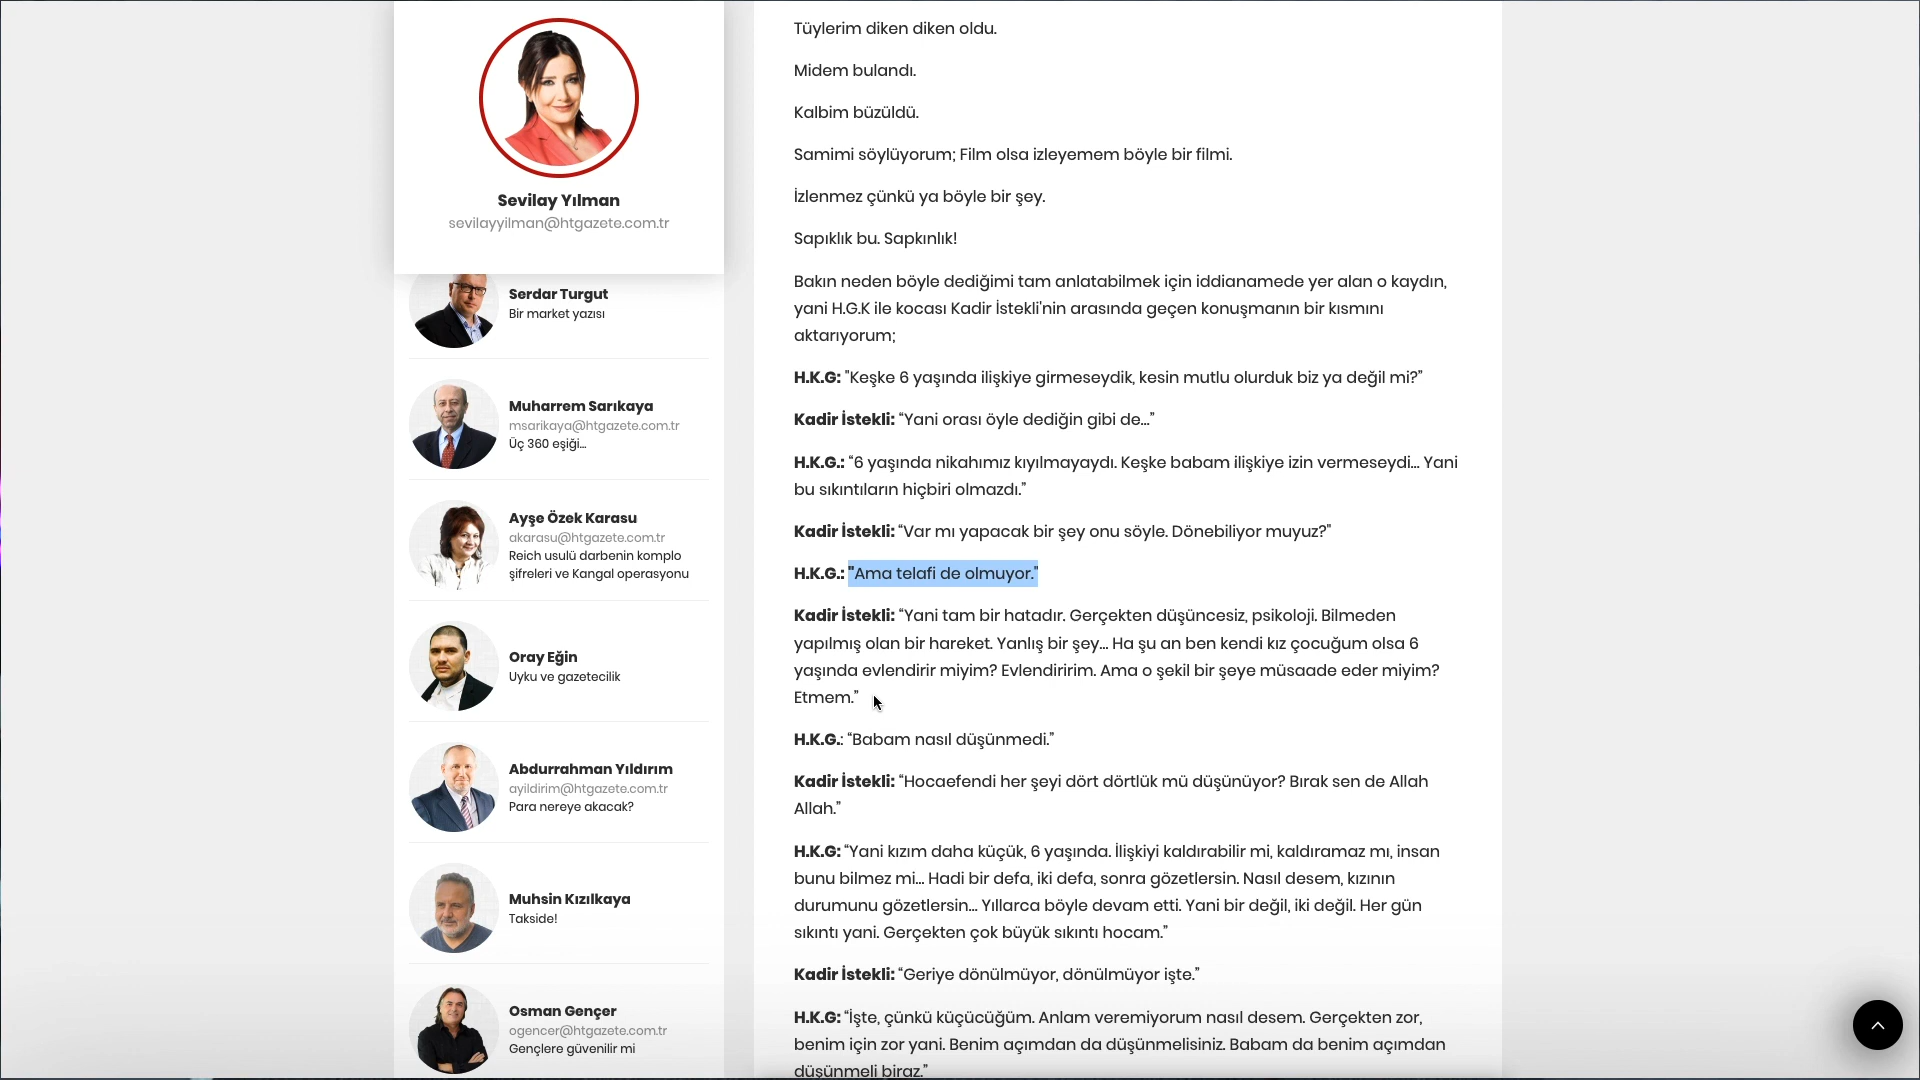 Sevilay Yılman
sevilayyilman@htgazete.com.tr
Serdar Turgut
Bir market yazısı
Muharrem Sarıkaya
msarikaya@htgazete.com.tr
Üç 360 eşiği...
Ayşe Özek Karasu
akarasu@htgazete.com.tr
Reich usulü darbenin komplo
şifreleri ve Kangal operasyonu
Oray Eğin
Uyku ve gazetecilik
Abdurrahman Yıldırım
ayildirim@htgazete.com.tr
Para nereye akacak?
Muhsin Kızılkaya
Takside!
Osman Gençer
ogencer@htgazete.com.tr
Gençlere güvenilir mi
Tüylerim diken diken oldu.
Midem bulandı.
Kalbim büzüldü.
Samimi söylüyorum; Film olsa izleyemem böyle bir filmi.
İzlenmez çünkü ya böyle bir şey.
Sapıklık bu. Sapkınlık!
Bakın neden böyle dediğimi tam anlatabilmek için iddianamede yer alan o kaydın,
yani H.G.K ile kocası Kadir İstekli'nin arasında geçen konuşmanın bir kısmını
aktarıyorum;
H.K.G: "Keşke 6 yaşında ilişkiye girmeseydik, kesin mutlu olurduk biz ya değil mi?”
Kadir İstekli: “Yani orası öyle dediğin gibi de...”
H.K.G.: “6 yaşında nikahımız kıyılmayaydı. Keşke babam ilişkiye izin vermeseydi... Yani
bu sıkıntıların hiçbiri olmazdı.”
Kadir İstekli: “Var mı yapacak bir şey onu söyle. Dönebiliyor muyuz?"
H.K.G.: "Ama telafi de olmuyor."
Kadir İstekli: “Yani tam bir hatadır. Gerçekten düşüncesiz, psikoloji. Bilmeden
yapılmış olan bir hareket. Yanlış bir şey... Ha şu an ben kendi kız çocuğum olsa 6
yaşında evlendirir miyim? Evlendiririm. Ama o şekil bir şeye müsaade eder miyim?
Etmem.”
H.K.G.: “Babam nasıl düşünmedi.”
Kadir İstekli: “Hocaefendi her şeyi dört dörtlük mü düşünüyor? Bırak sen de Allah
Allah.”
H.K.G: “Yani kızım daha küçük, 6 yaşında. İlişkiyi kaldırabilir mi, kaldıramaz mı, insan
bunu bilmez mi... Hadi bir defa, iki defa, sonra gözetlersin. Nasıl desem, kızının
durumunu gözetlersin... Yıllarca böyle devam etti. Yani bir değil, iki değil. Her gün
sıkıntı yani. Gerçekten çok büyük sıkıntı hocam.”
Kadir İstekli: “Geriye dönülmüyor, dönülmüyor işte.”
H.K.G: “İşte, çünkü küçücüğüm. Anlam veremiyorum nasıl desem. Gerçekten zor,
benim için zor yani. Benim açımdan da düşünmelisiniz. Babam da benim açımdan
düşünmeli biraz.”